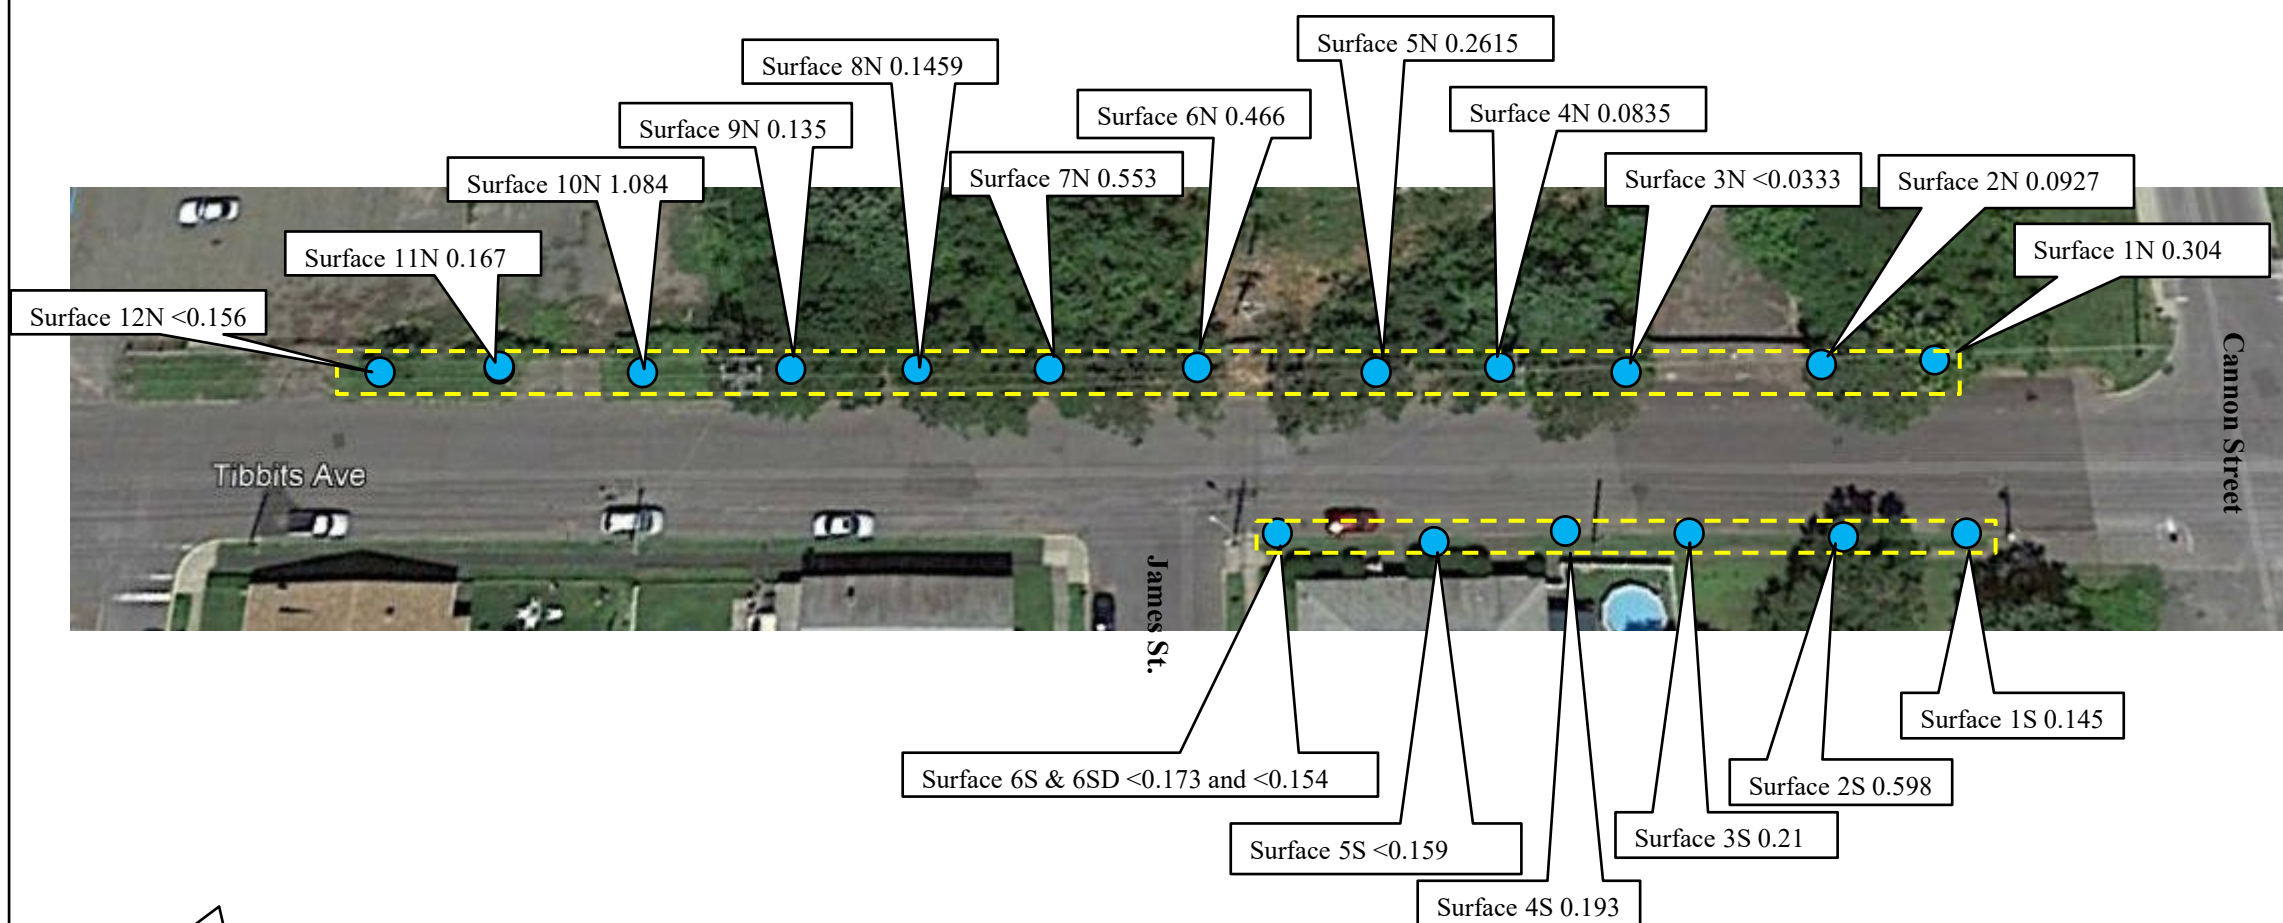 Surface 5N 0.2615
Surface 8N 0.1459
Surface 6N 0.466
Surface 4N 0.0835
Surface 9N 0.135
Surface 7N 0.553
Surface 3N <0.0333
Surface 2N 0.0927
Surface 10N 1.084
Surface 11N 0.167
Surface 1N 0.304
Surface 12N <0.156
Cannon Street
Tibbits Ave
James St.
Surface 1S 0.145
Surface 6S & 6SD <0.173 and <0.154
Surface 2S 0.598
Surface 3S 0.21
Surface 5S <0.159
Surface 4S 0.193